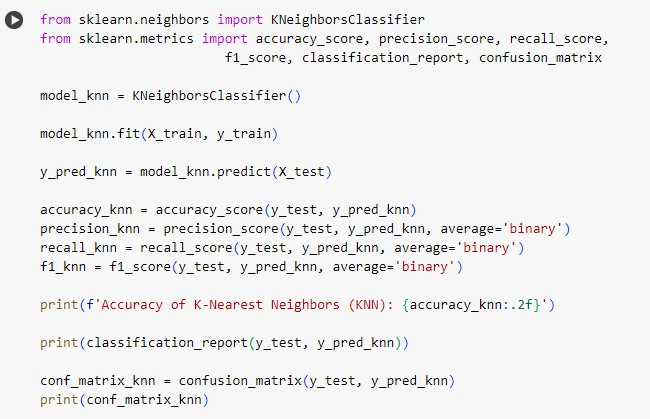 from sklearn.neighbors import KNeighborsClassifier
from sklearn.metrics import accuracy_score, precision_score, recall_score,
f1_score, classification_report, confusion_matrix
model_knn = KNeighborsClassifier()
model_knn.fit(X_train, y_train)
y_pred_knn = model_knn.predict(X_test)
accuracy_knn = accuracy_score(y_test, y_pred_knn)
precision_knn = precision_score(y_test, y_pred_knn, average='binary')
recall_knn = recall_score(y_test, y_pred_knn, average='binary')
f1_knn = f1_score(y_test, y_pred_knn, average='binary')
print(f'Accuracy of K-Nearest Neighbors (KNN): {accuracy_knn:.2f}')
print(classification_report(y_test, y_pred_knn))
conf_matrix_knn = confusion_matrix(y_test, y_pred_knn)
print(conf_matrix_knn)